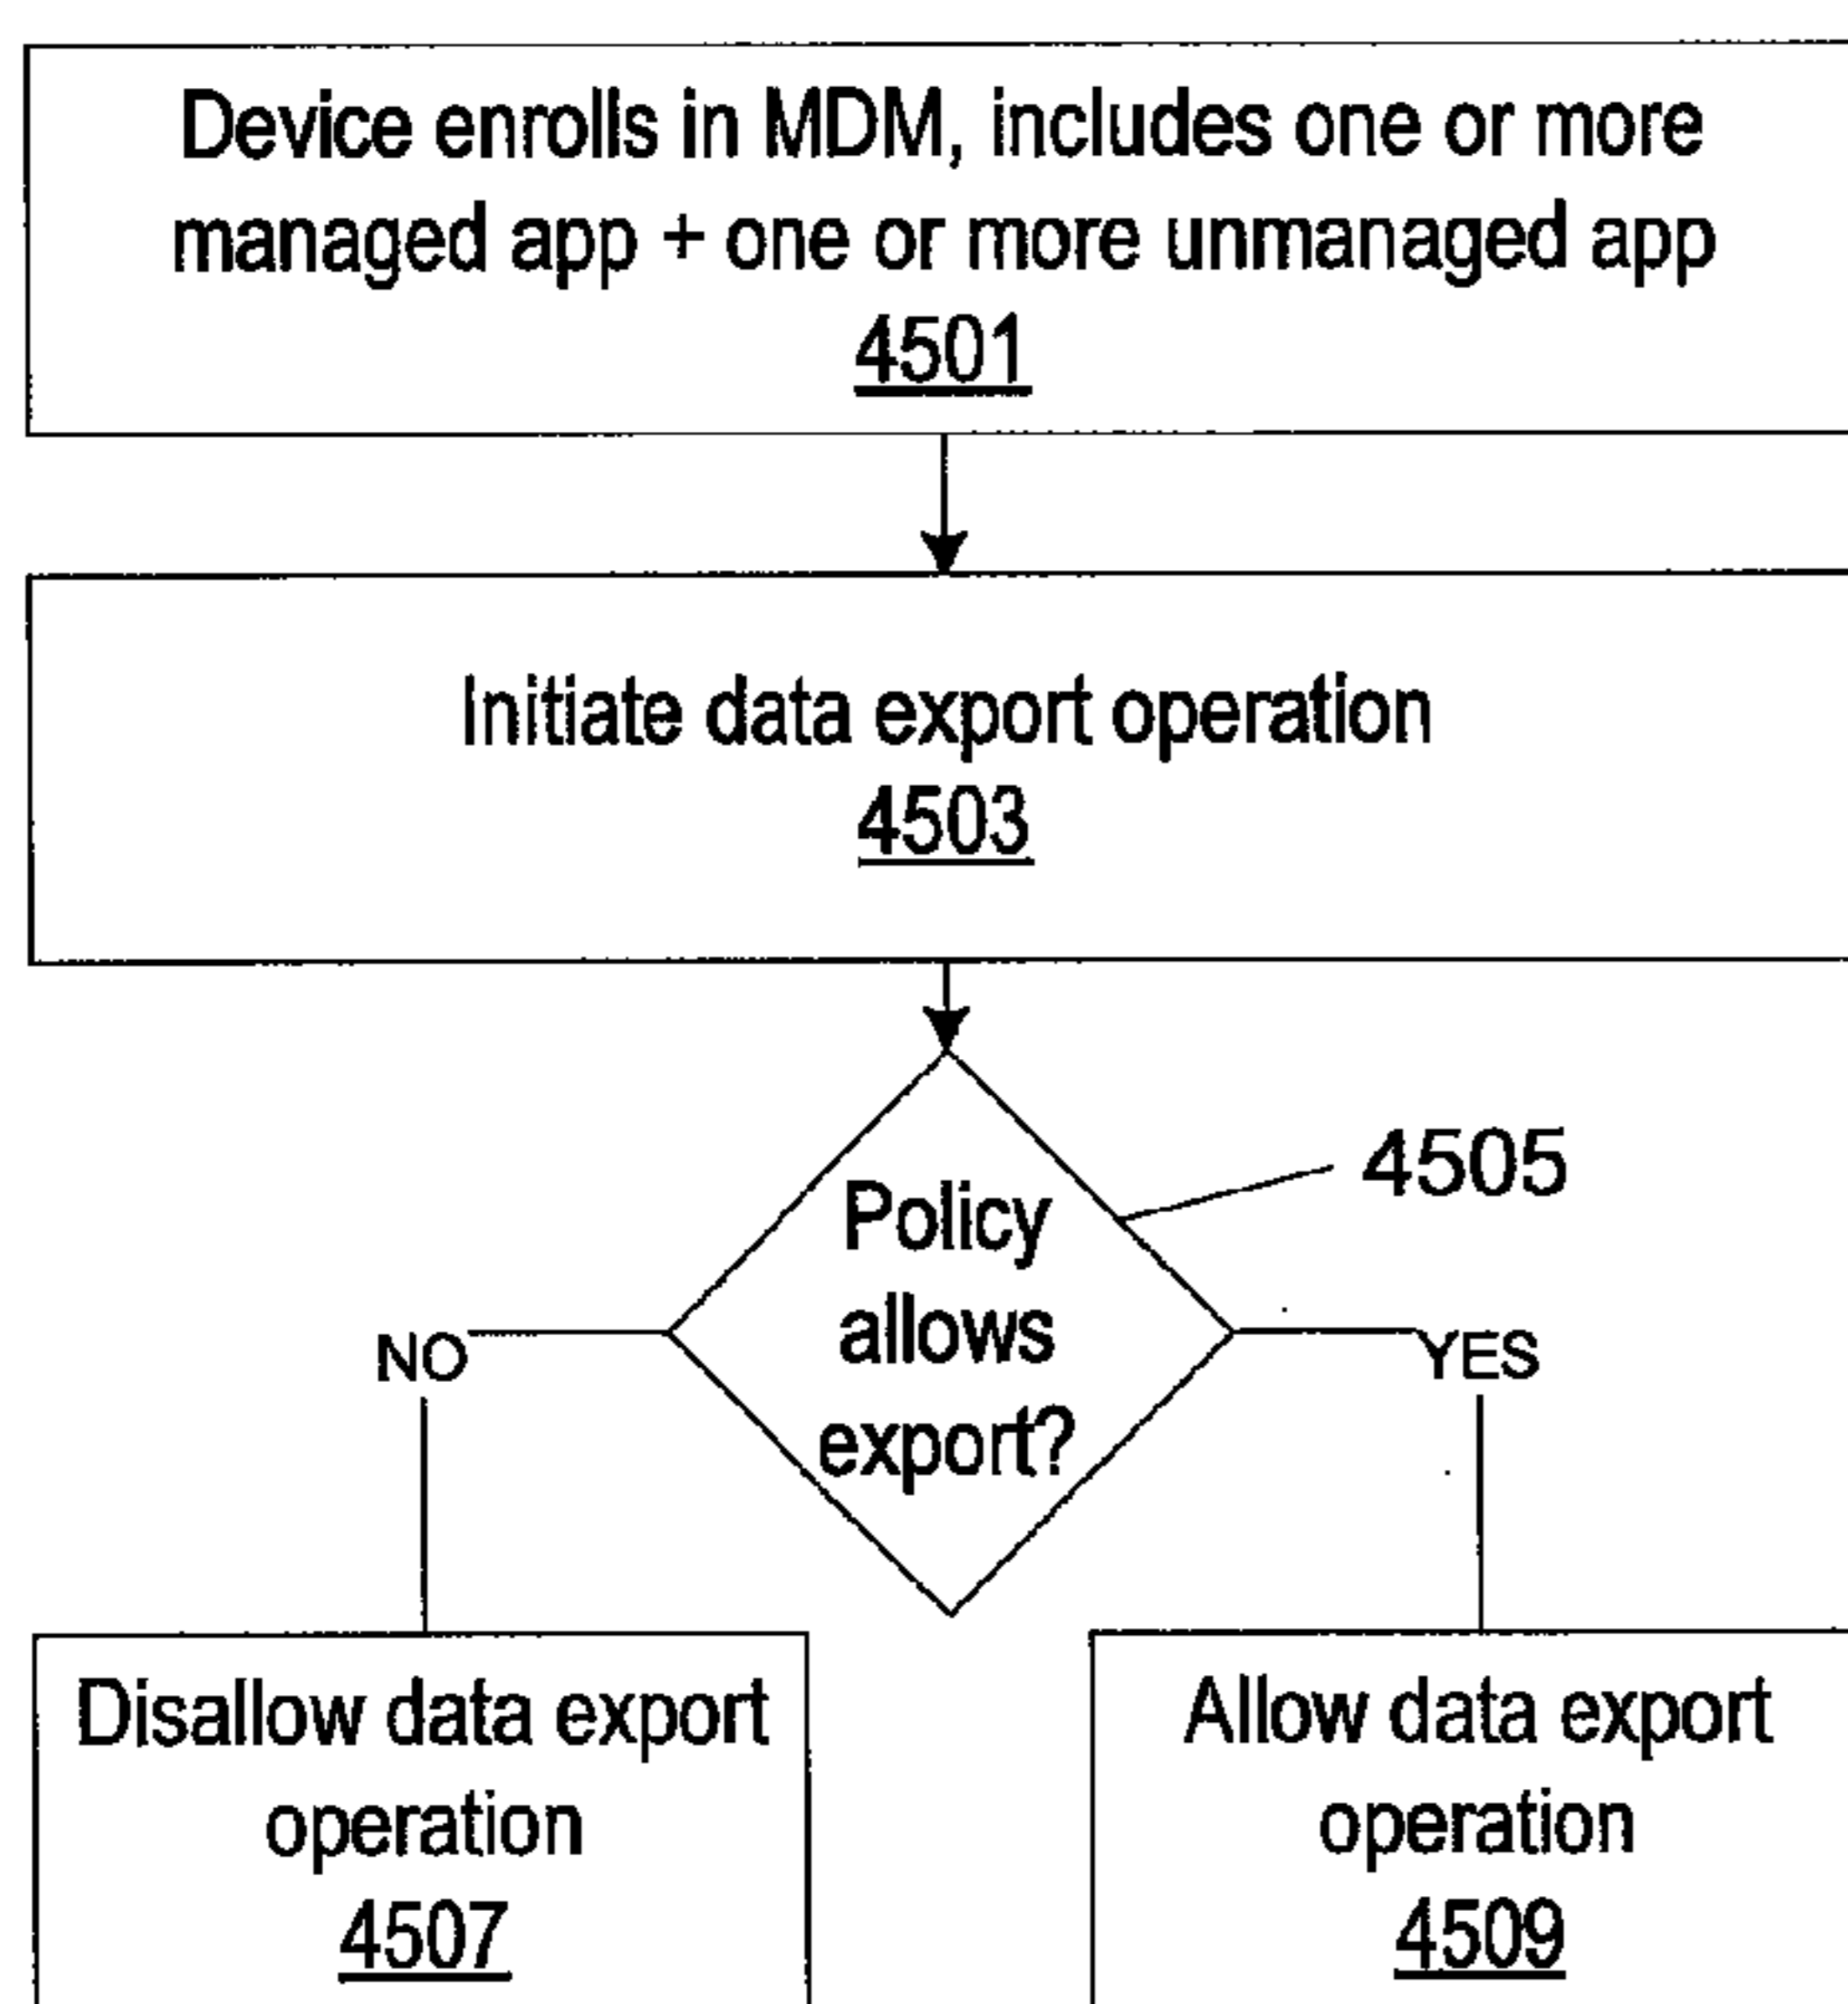 Device enrolls in MDM, includes one or more
managed app + one or more unmanaged app
4501
Initiate data export operation
4503
4505
Policy
allows
export?
NO
YES
Disallow data export
operation
4507
Allow data export
operation
4509